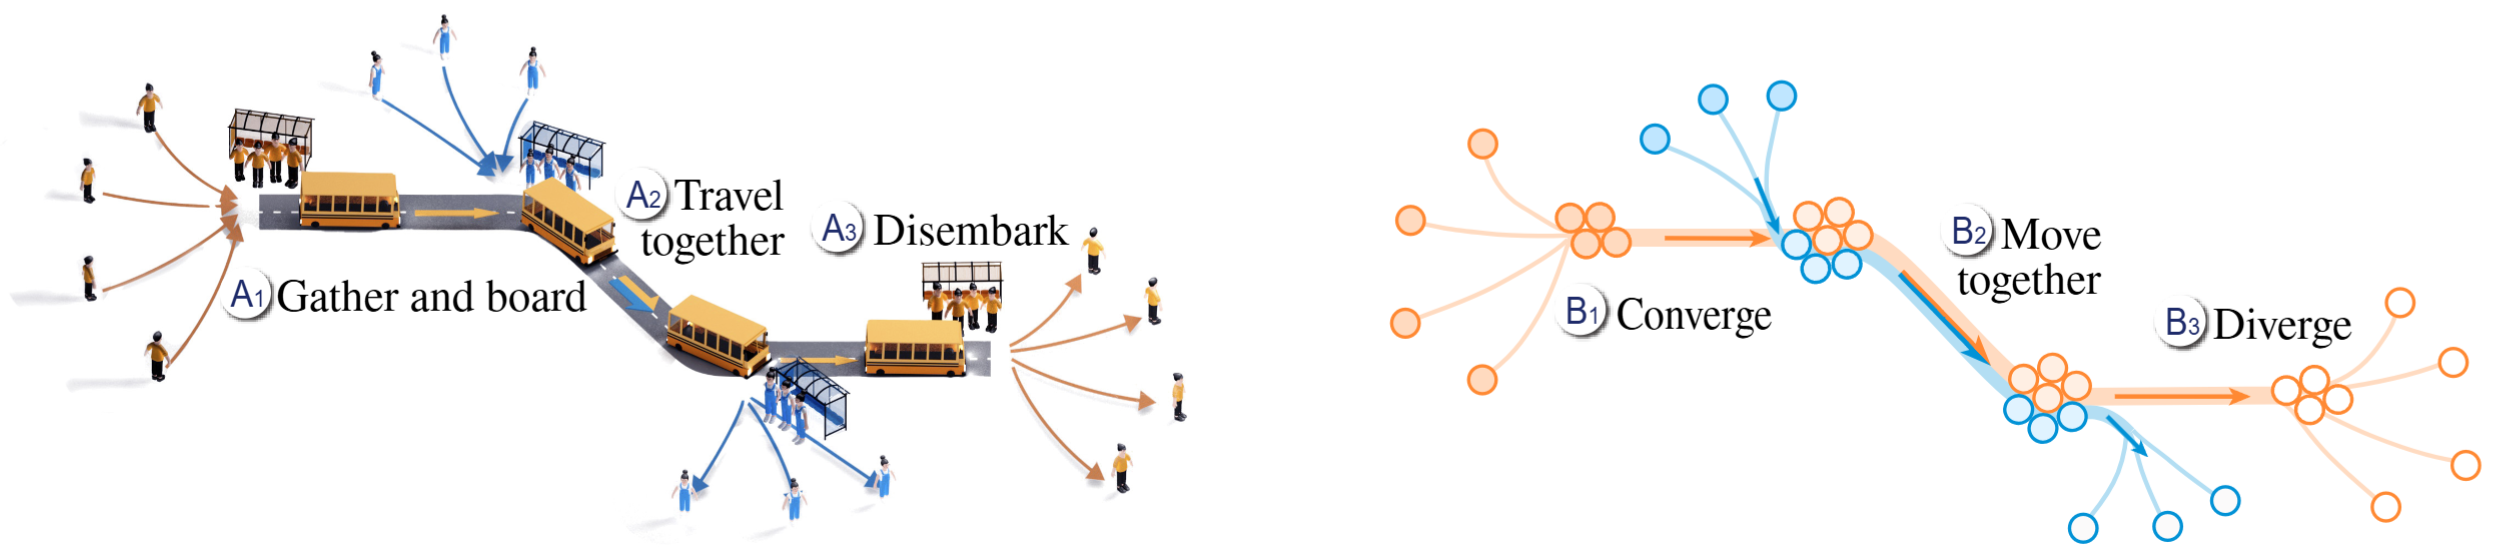 A1 Gather and board
A2 Travel
together
A3 Disembark
B1 Converge
B2 Move
together
B3 Diverge